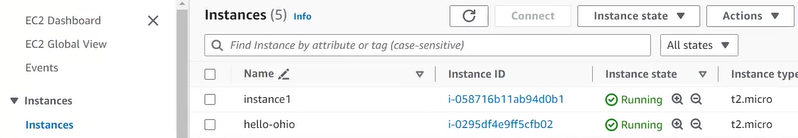 EC2 Dashboard
EC2 Global View
Events
Instances
Instances
Instances (5) Info
Connect
Instance state
Actions
Find Instance by attribute or tag (case-sensitive)
All states
Name
Instance ID
Instance state
Instance type
instance1
i-058716b11ab94d0b1
Running
t2.micro
hello-ohio
i-0295df4e9ff5cfb02
Running
t2.micro